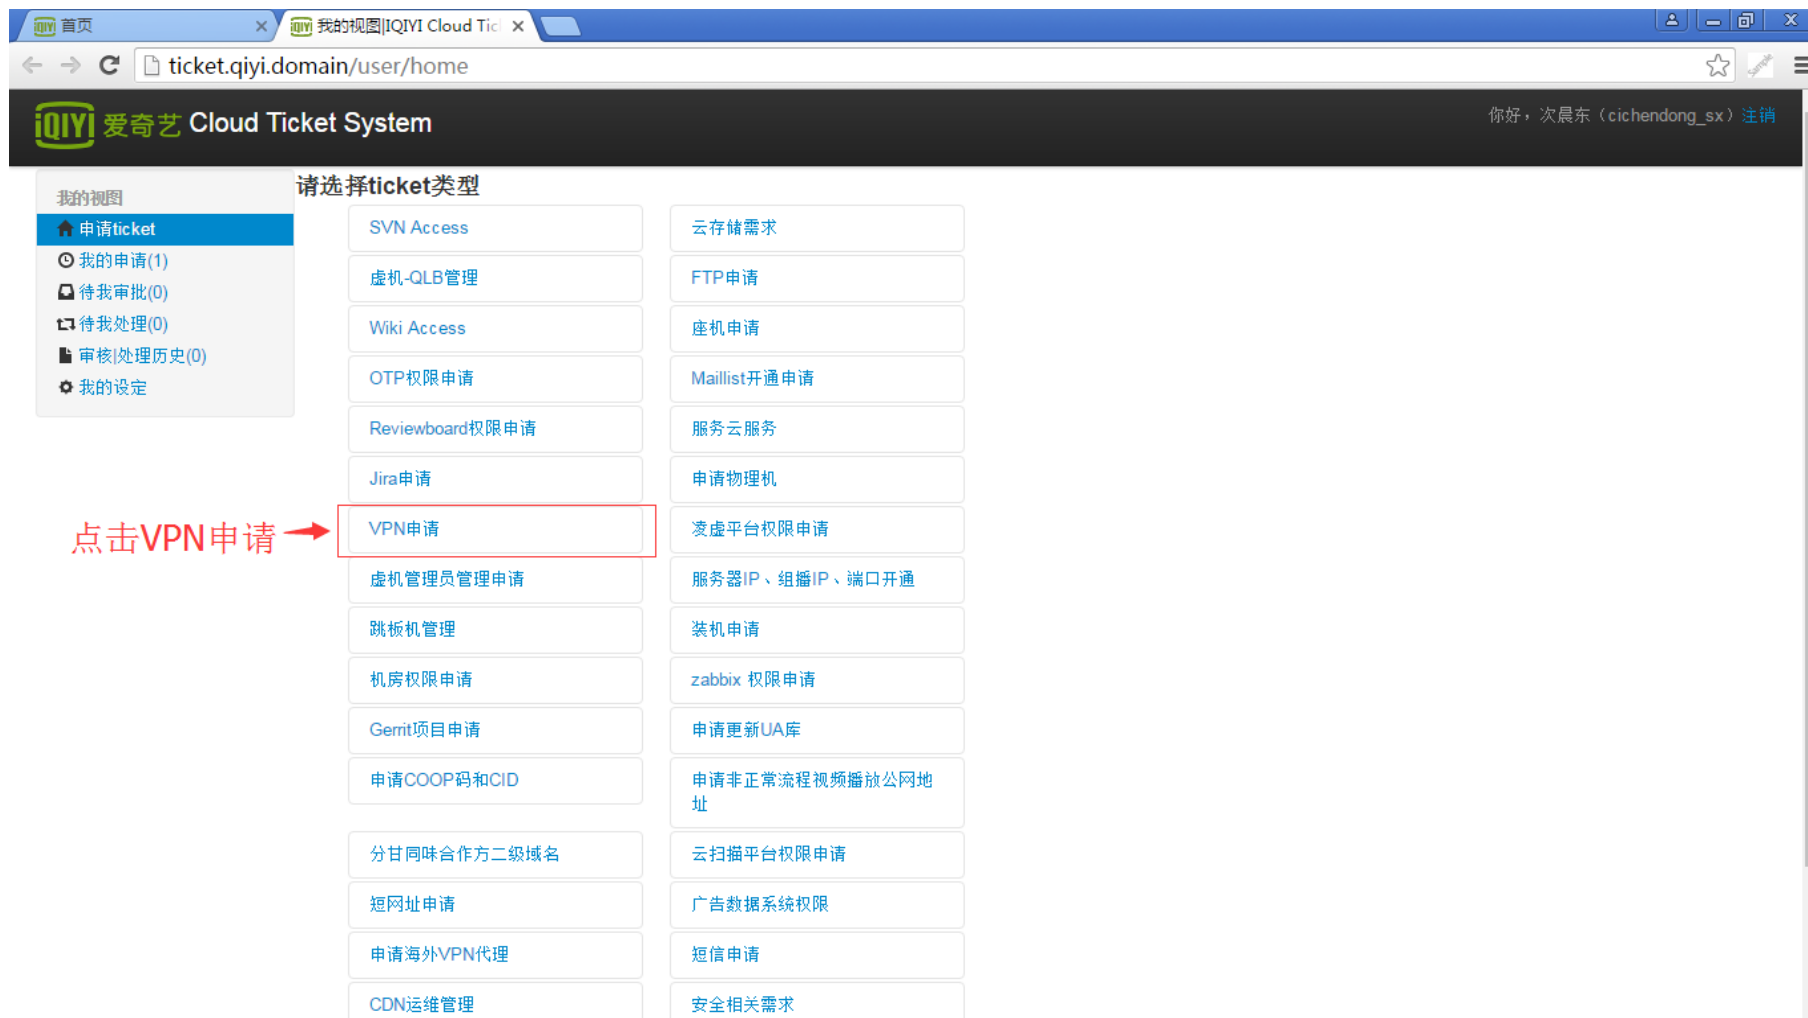 首页
我的视图|IQIYI Cloud Tic
ticket.qiyi.domain/user/home
iQIYI 爱奇艺 Cloud Ticket System
你好，次晨东（cichendong_sx）注销
我的视图
申请ticket
我的申请(1)
待我审批(0)
待我处理(0)
审核|处理历史(0)
我的设定
请选择ticket类型
SVN Access
云存储需求
虚机-QLB管理
FTP申请
Wiki Access
座机申请
OTP权限申请
Maillist开通申请
Reviewboard权限申请
服务云服务
Jira申请
申请物理机
点击VPN申请
VPN申请
凌虚平台权限申请
虚机管理员管理申请
服务器IP、组播IP、端口开通
跳板机管理
装机申请
机房权限申请
zabbix 权限申请
Gerrit项目申请
申请更新UA库
申请COOP码和CID
申请非正常流程视频播放公网地
址
分甘同味合作方二级域名
云扫描平台权限申请
短网址申请
广告数据系统权限
申请海外VPN代理
短信申请
CDN运维管理
安全相关需求